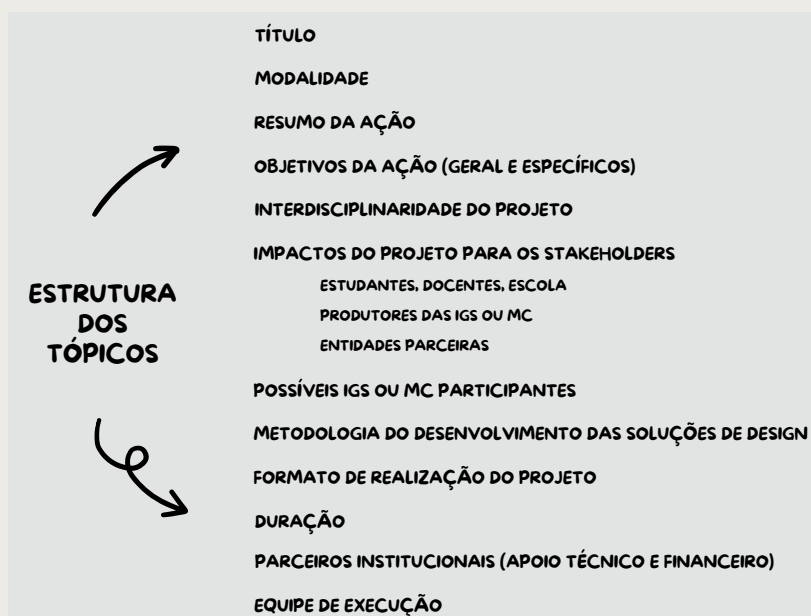 TÍTULO
MODALIDADE
RESUMO DA AÇÃO
OBJETIVOS DA AÇÃO (GERAL E ESPECÍFICOS)
INTERDISCIPLINARIDADE DO PROJETO
IMPACTOS DO PROJETO PARA OS STAKEHOLDERS
ESTUDANTES, DOCENTES, ESCOLA
PRODUTORES DAS IGS OU MC
ENTIDADES PARCEIRAS
ESTRUTURA
DOS
TÓPICOS
POSSÍVEIS IGS OU MC PARTICIPANTES
METODOLOGIA DO DESENVOLVIMENTO DAS SOLUÇÕES DE DESIGN
FORMATO DE REALIZAÇÃO DO PROJETO
DURAÇÃO
PARCEIROS INSTITUCIONAIS (APOIO TÉCNICO E FINANCEIRO)
EQUIPE DE EXECUÇÃO